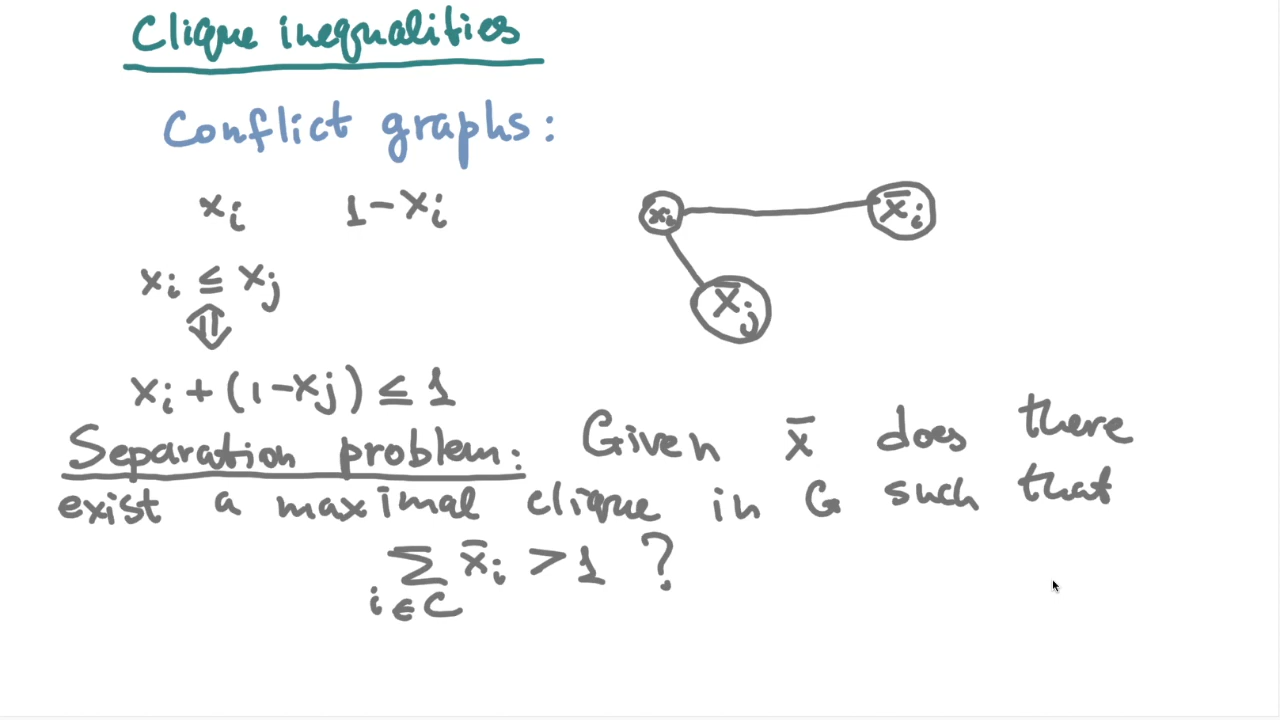 Clique inequalities
Conflict graphs:
xi 1-xi
xi x̄i
xi ≤ xj
x̄j
⇕
xi + (1-xj) ≤ 1
Separation problem: Given x̄ does there
exist a maximal clique in G such that
∑ x̄i > 1 ?
i ∈ C